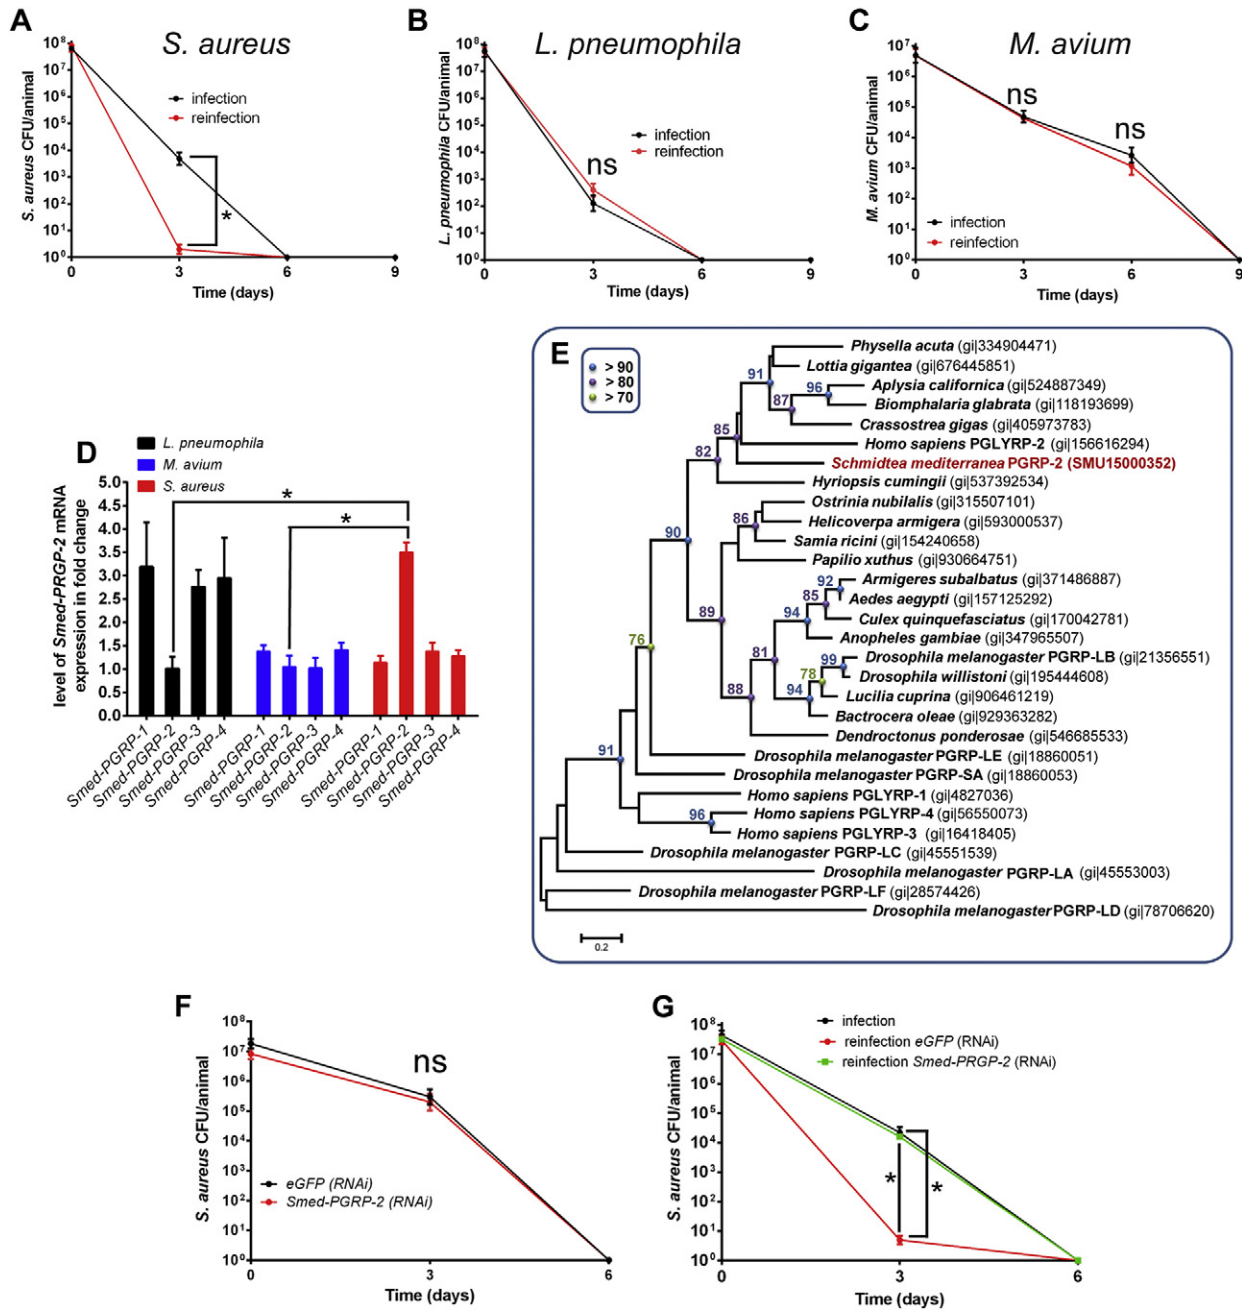 A
S. aureus
10⁸
10⁷
10⁶
10⁵
10⁴
10³
10²
10¹
10⁰
S. aureus CFU/animal
infection
reinfection
*
0
3
6
9
Time (days)
B
L. pneumophila
10⁸
10⁷
10⁶
10⁵
10⁴
10³
10²
10¹
10⁰
L. pneumophila CFU/animal
infection
reinfection
ns
0
3
6
9
Time (days)
C
M. avium
10⁷
10⁶
10⁵
10⁴
10³
10²
10¹
10⁰
M. avium CFU/animal
ns
ns
infection
reinfection
0
3
6
9
Time (days)
D
L. pneumophila
M. avium
S. aureus
level of Smed-PRGP-2 mRNA
expression in fold change
5.0
4.5
4.0
3.5
3.0
2.5
2.0
1.5
1.0
0.5
0.0
*
*
Smed-PGRP-1
Smed-PGRP-2
Smed-PGRP-3
Smed-PGRP-4
Smed-PGRP-1
Smed-PGRP-2
Smed-PGRP-3
Smed-PGRP-4
Smed-PGRP-1
Smed-PGRP-2
Smed-PGRP-3
Smed-PGRP-4
E
> 90
> 80
> 70
Physella acuta (gi|334904471)
Lottia gigantea (gi|676445851)
Aplysia californica (gi|524887349)
Biomphalaria glabrata (gi|118193699)
Crassostrea gigas (gi|405973783)
Homo sapiens PGLYRP-2 (gi|156616294)
Schmidtea mediterranea PGRP-2 (SMU15000352)
Hyriopsis cumingii (gi|537392534)
Ostrinia nubilalis (gi|315507101)
Helicoverpa armigera (gi|593000537)
Samia ricini (gi|154240658)
Papilio xuthus (gi|930664751)
Armigeres subalbatus (gi|371486887)
Aedes aegypti (gi|157125292)
Culex quinquefasciatus (gi|170042781)
Anopheles gambiae (gi|347965507)
Drosophila melanogaster PGRP-LB (gi|21356551)
Drosophila willistoni (gi|195444608)
Lucilia cuprina (gi|906461219)
Bactrocera oleae (gi|929363282)
Dendroctonus ponderosae (gi|546685533)
Drosophila melanogaster PGRP-LE (gi|18860051)
Drosophila melanogaster PGRP-SA (gi|18860053)
Homo sapiens PGLYRP-1 (gi|4827036)
Homo sapiens PGLYRP-4 (gi|56550073)
Homo sapiens PGLYRP-3 (gi|16418405)
Drosophila melanogaster PGRP-LC (gi|45551539)
Drosophila melanogaster PGRP-LA (gi|45553003)
Drosophila melanogaster PGRP-LF (gi|28574426)
Drosophila melanogaster PGRP-LD (gi|78706620)
91
96
87
85
82
86
90
92
85
94
89
81
99
78
94
88
76
91
96
0.2
F
10⁸
10⁷
10⁶
10⁵
10⁴
10³
10²
10¹
10⁰
S. aureus CFU/animal
ns
eGFP (RNAi)
Smed-PGRP-2 (RNAi)
0
3
6
Time (days)
G
10⁸
10⁷
10⁶
10⁵
10⁴
10³
10²
10¹
10⁰
S. aureus CFU/animal
infection
reinfection eGFP (RNAi)
reinfection Smed-PRGP-2 (RNAi)
*
*
0
3
6
Time (days)